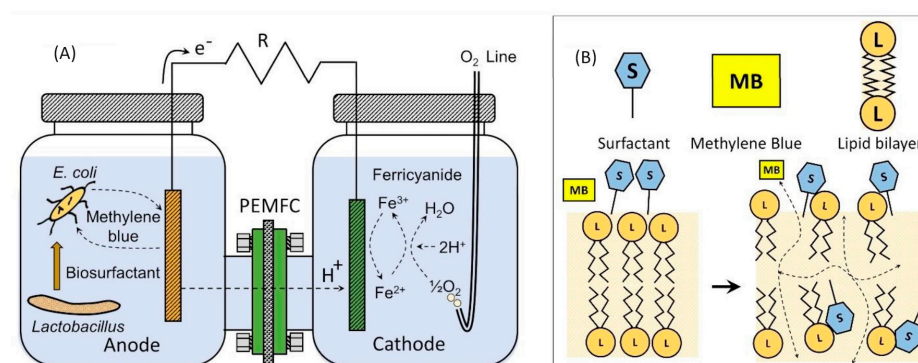 (A)
e⁻
R
O₂ Line
E. coli
Methylene
blue
Biosurfactant
Lactobacillus
Anode
PEMFC
H⁺
Ferricyanide
Fe³⁺
H₂O
2H⁺
Fe²⁺
½O₂
Cathode
(B)
S
MB
L
L
Surfactant
Methylene Blue
Lipid bilayer
MB
S
S
L
L
L
L
L
L
MB
S
S
L
L
L
S
L
L
L
S